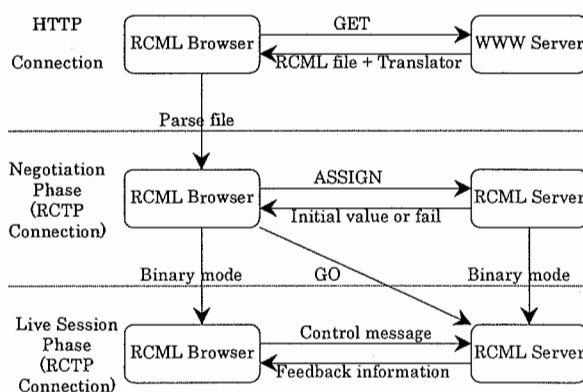 HTTP
Connection
RCML Browser
GET
RCML file + Translator
WWW Server
Parse file
Negotiation
Phase
(RCTP
Connection)
RCML Browser
ASSIGN
Initial value or fail
RCML Server
Binary mode
GO
Binary mode
Live Session
Phase
(RCTP
Connection)
RCML Browser
Control message
Feedback information
RCML Server